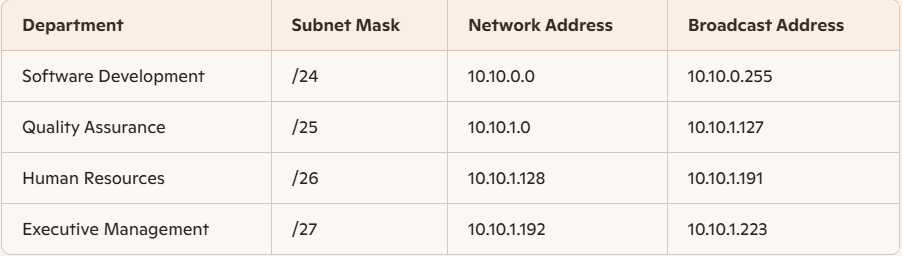 Department Subnet Mask Network Address Broadcast Address
Software Development /24 10.10.0.0 10.10.0.255
Quality Assurance /25 10.10.1.0 10.10.1.127
Human Resources /26 10.10.1.128 10.10.1.191
Executive Management /27 10.10.1.192 10.10.1.223